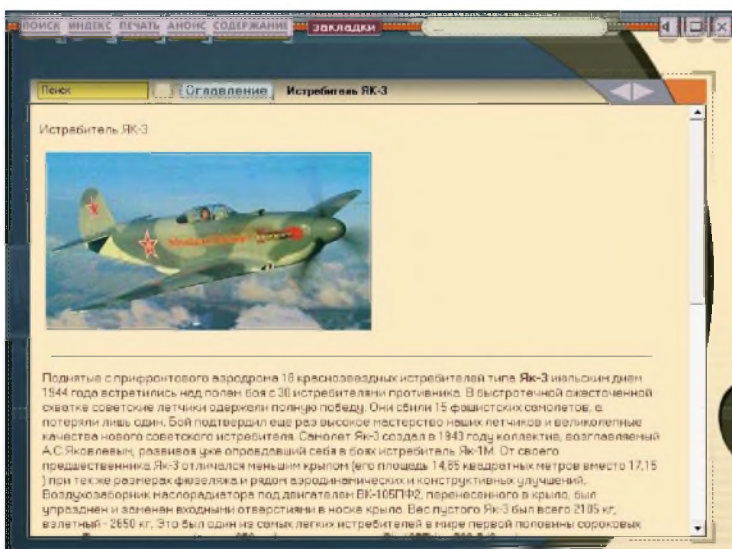 ПОИСК ИНДЕКС ПЕЧАТЬ АНОНС СОДЕРЖАНИЕ закладки
Поиск Оглавление Истребитель ЯК-3
Истребитель ЯК-3
Поднятые с прифронтового аэродрома 18 краснозвездных истребителей типа Як-3 июльским днем
1944 года встретились над полем боя с 30 истребителями противника. В быстротечной ожесточенной
схватке советские летчики одержали полную победу. Они сбили 15 фашистских самолетов, а
потеряли лишь один. Бой подтвердил еще раз высокое мастерство наших летчиков и великолепные
качества нового советского истребителя. Самолет Як-3 создал в 1943 году коллектив, возглавляемый
А.С.Яковлевым, развивая уже оправдавший себя в боях истребитель Як-1М. От своего
предшественника Як-3 отличался меньшим крылом (его площадь 14,85 квадратных метров вместо 17,15
) при тех же размерах фюзеляжа и рядом аэродинамических и конструктивных улучшений.
Воздухозаборник маслорадиатора под двигателем ВК-105ПФ2, перенесенного в крыло, был
упразднен и заменен входными отверстиями в носке крыла. Вес пустого Як-3 был всего 2105 кг,
взлетный - 2650 кг. Это был один из самых легких истребителей в мире первой половины сороковых